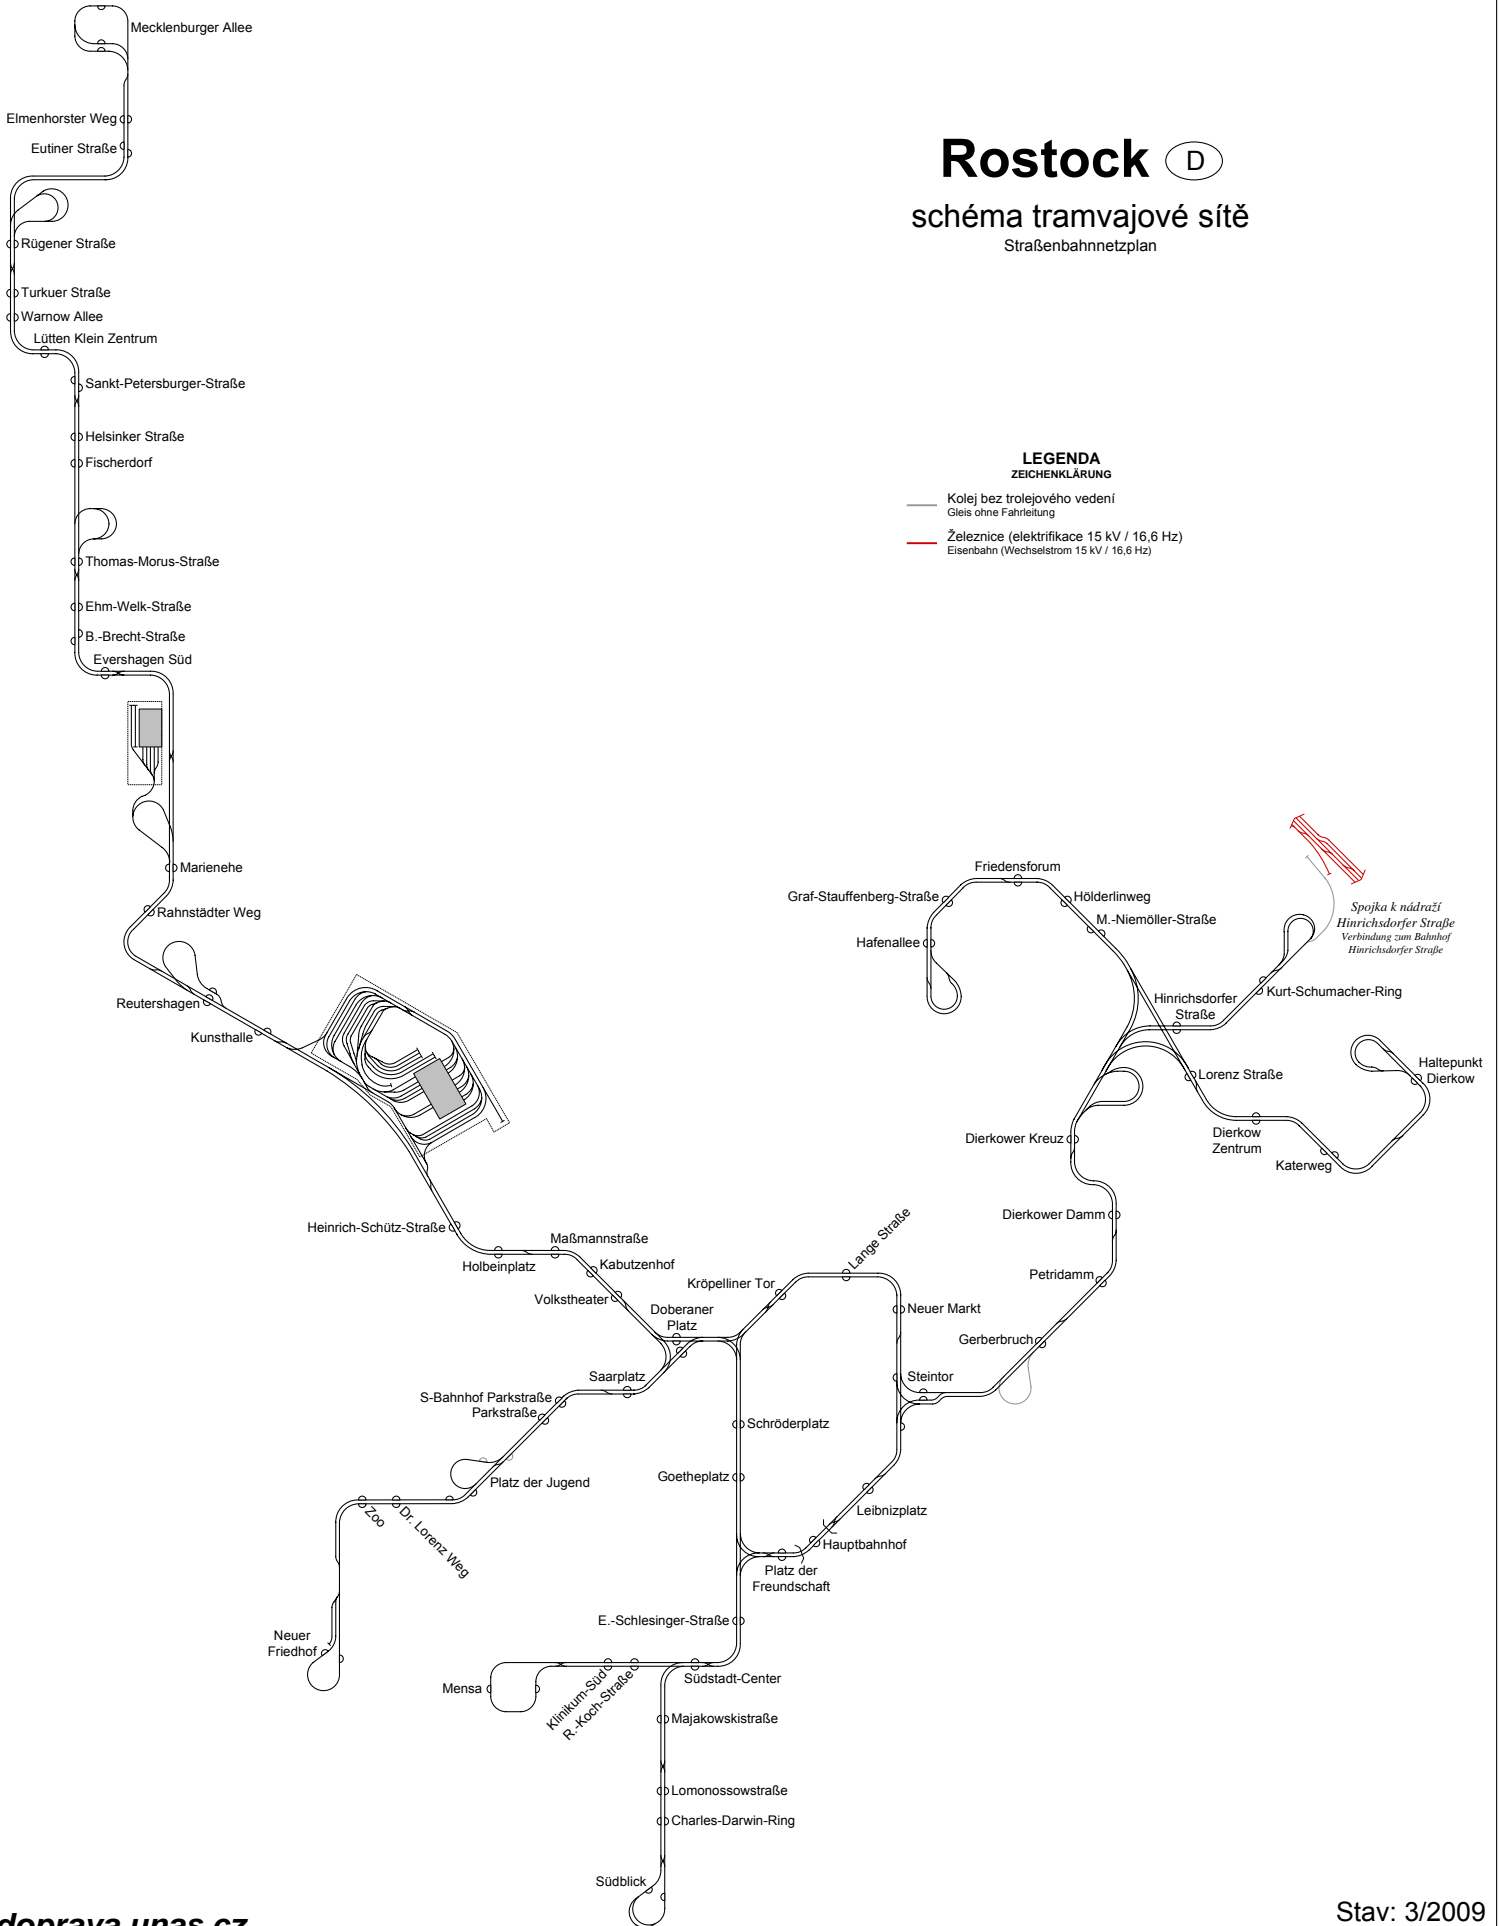 Mecklenburger Allee
Elmenhorster Weg
Eutiner Straße
Rostock D
schéma tramvajové sítě
Straßenbahnnetzplan
Rügener Straße
Turkuer Straße
Warnow Allee
Lütten Klein Zentrum
Sankt-Petersburger-Straße
Helsinker Straße
Fischerdorf
LEGENDA
ZEICHENKLÄRUNG
Kolej bez trolejového vedení
Gleis ohne Fahrleitung
Železnice (elektrifikace 15 kV / 16,6 Hz)
Eisenbahn (Wechselstrom 15 kV / 16,6 Hz)
Thomas-Morus-Straße
Ehm-Welk-Straße
B.-Brecht-Straße
Evershagen Süd
Marienehe
Rahnstädter Weg
Reutershagen
Kunsthalle
Friedensforum
Graf-Stauffenberg-Straße
Hölderlinweg
M.-Niemöller-Straße
Hafenallee
Spojka k nádraží
Hinrichsdorfer Straße
Verbindung zum Bahnhof
Hinrichsdorfer Straße
Hinrichsdorfer
Straße
Kurt-Schumacher-Ring
Lorenz Straße
Haltepunkt
Dierkow
Dierkower Kreuz
Dierkow
Zentrum
Katerweg
Dierkower Damm
Petridamm
Gerberbruch
Heinrich-Schütz-Straße
Holbeinplatz
Maßmannstraße
Kabutzenhof
Volkstheater
Doberaner
Platz
Kröpelliner Tor
Lange Straße
Neuer Markt
Steintor
Saarplatz
S-Bahnhof Parkstraße
Parkstraße
Platz der Jugend
Zoo
Dr. Lorenz Weg
Schröderplatz
Goetheplatz
Leibnizplatz
Hauptbahnhof
Platz der
Freundschaft
E.-Schlesinger-Straße
Neuer
Friedhof
Mensa
Klinikum-Süd
R.-Koch-Straße
Südstadt-Center
Majakowskistraße
Lomonossowstraße
Charles-Darwin-Ring
Südblick
doprava.unas.cz
Stav: 3/2009